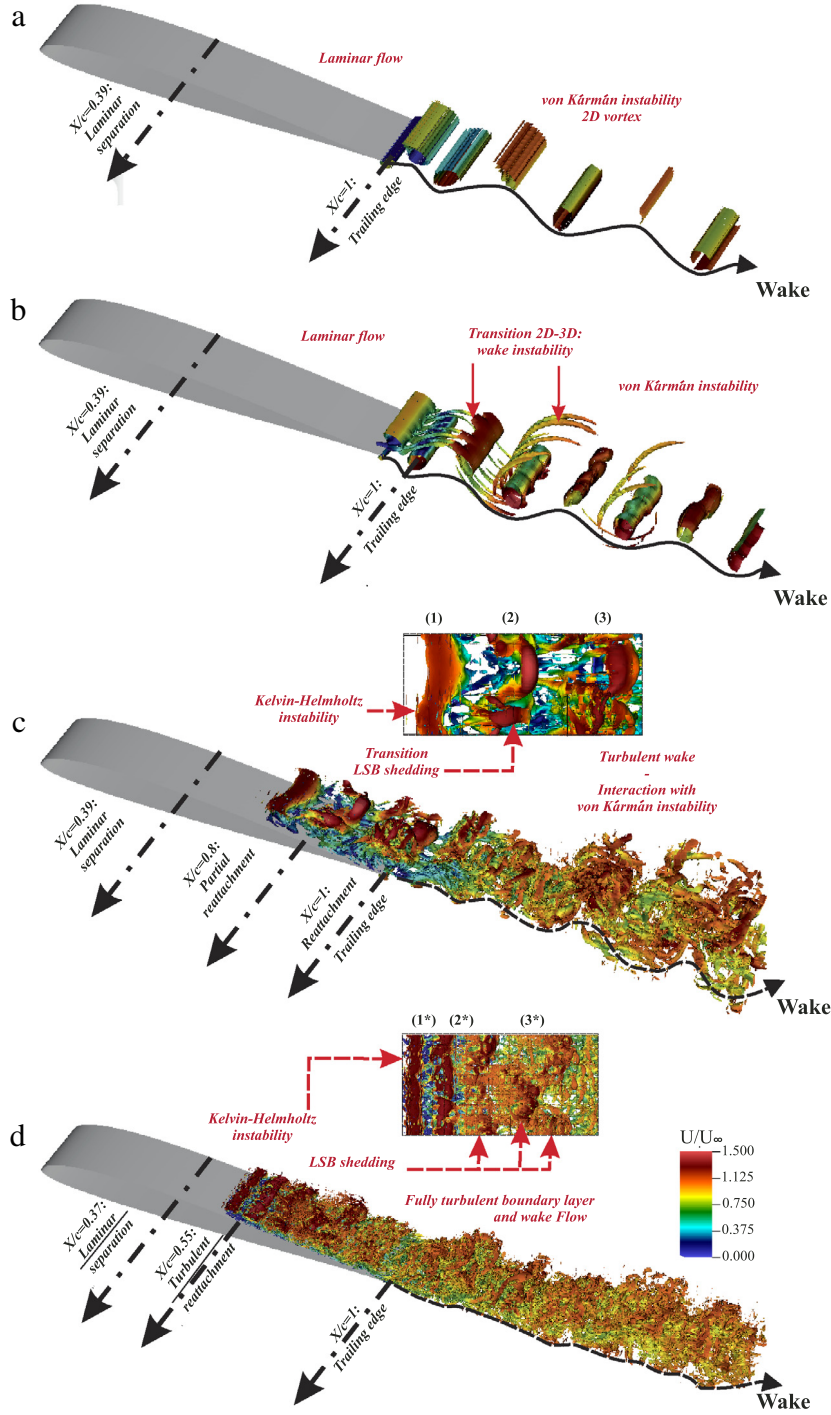 a
Laminar flow
von Kármán instability
2D vortex
X/c=0.39:
Laminar
separation
X/c=1:
Trailing edge
Wake
b
Laminar flow
Transition 2D-3D:
wake instability
von Kármán instability
X/c=0.39:
Laminar
separation
X/c=1:
Trailing edge
Wake
(1) (2) (3)
Kelvin-Helmholtz
instability
c
Transition
LSB shedding
Turbulent wake
-
Interaction with
von Kármán instability
X/c=0.39:
Laminar
separation
X/c=0.8:
Partial
reattachment
X/c=1:
Reattachment
Trailing edge
Wake
(1*) (2*) (3*)
Kelvin-Helmholtz
instability
d
LSB shedding
Fully turbulent boundary layer
and wake Flow
U/U∞
1.500
1.125
0.750
0.375
0.000
X/c=0.37:
Laminar
separation
X/c=0.55:
Turbulent
reattachment
X/c=1:
Trailing edge
Wake